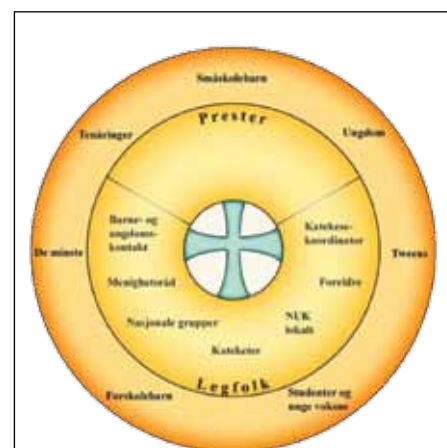 Småskolebarn
Prester
Tenåringer
Ungdom
Barne- og
ungdoms-
kontakt
Katekese-
koordinator
De minste
Tweens
Menighetsråd
Foreldre
Nasjonale grupper
NUK
lokalt
Kateketer
Legfolk
Førskolebarn
Studenter og
unge voksne